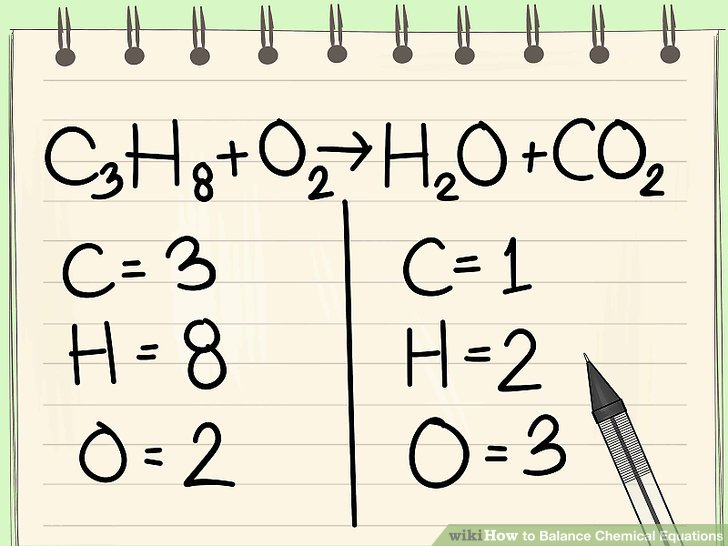 C₃H₈+O₂→H₂O+CO₂
C=3
H=8
O=2
C=1
H=2
O=3
wikiHow to Balance Chemical Equations